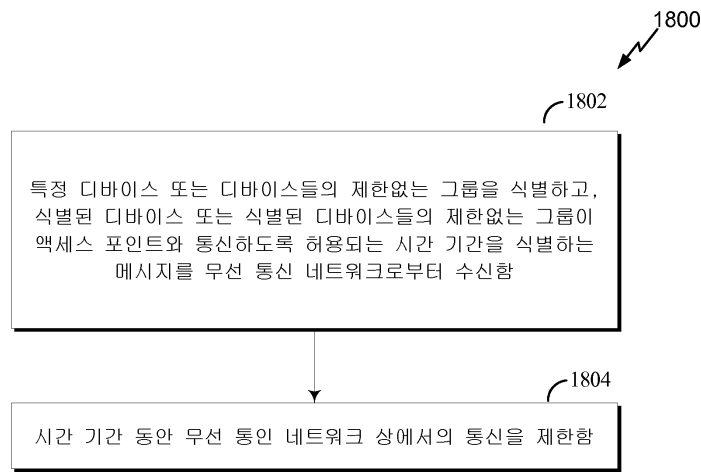 1800
1802
특정 디바이스 또는 디바이스들의 제한없는 그룹을 식별하고,
식별된 디바이스 또는 식별된 디바이스들의 제한없는 그룹이
액세스 포인트와 통신하도록 허용되는 시간 기간을 식별하는
메시지를 무선 통신 네트워크로부터 수신함
1804
시간 기간 동안 무선 통인 네트워크 상에서의 통신을 제한함